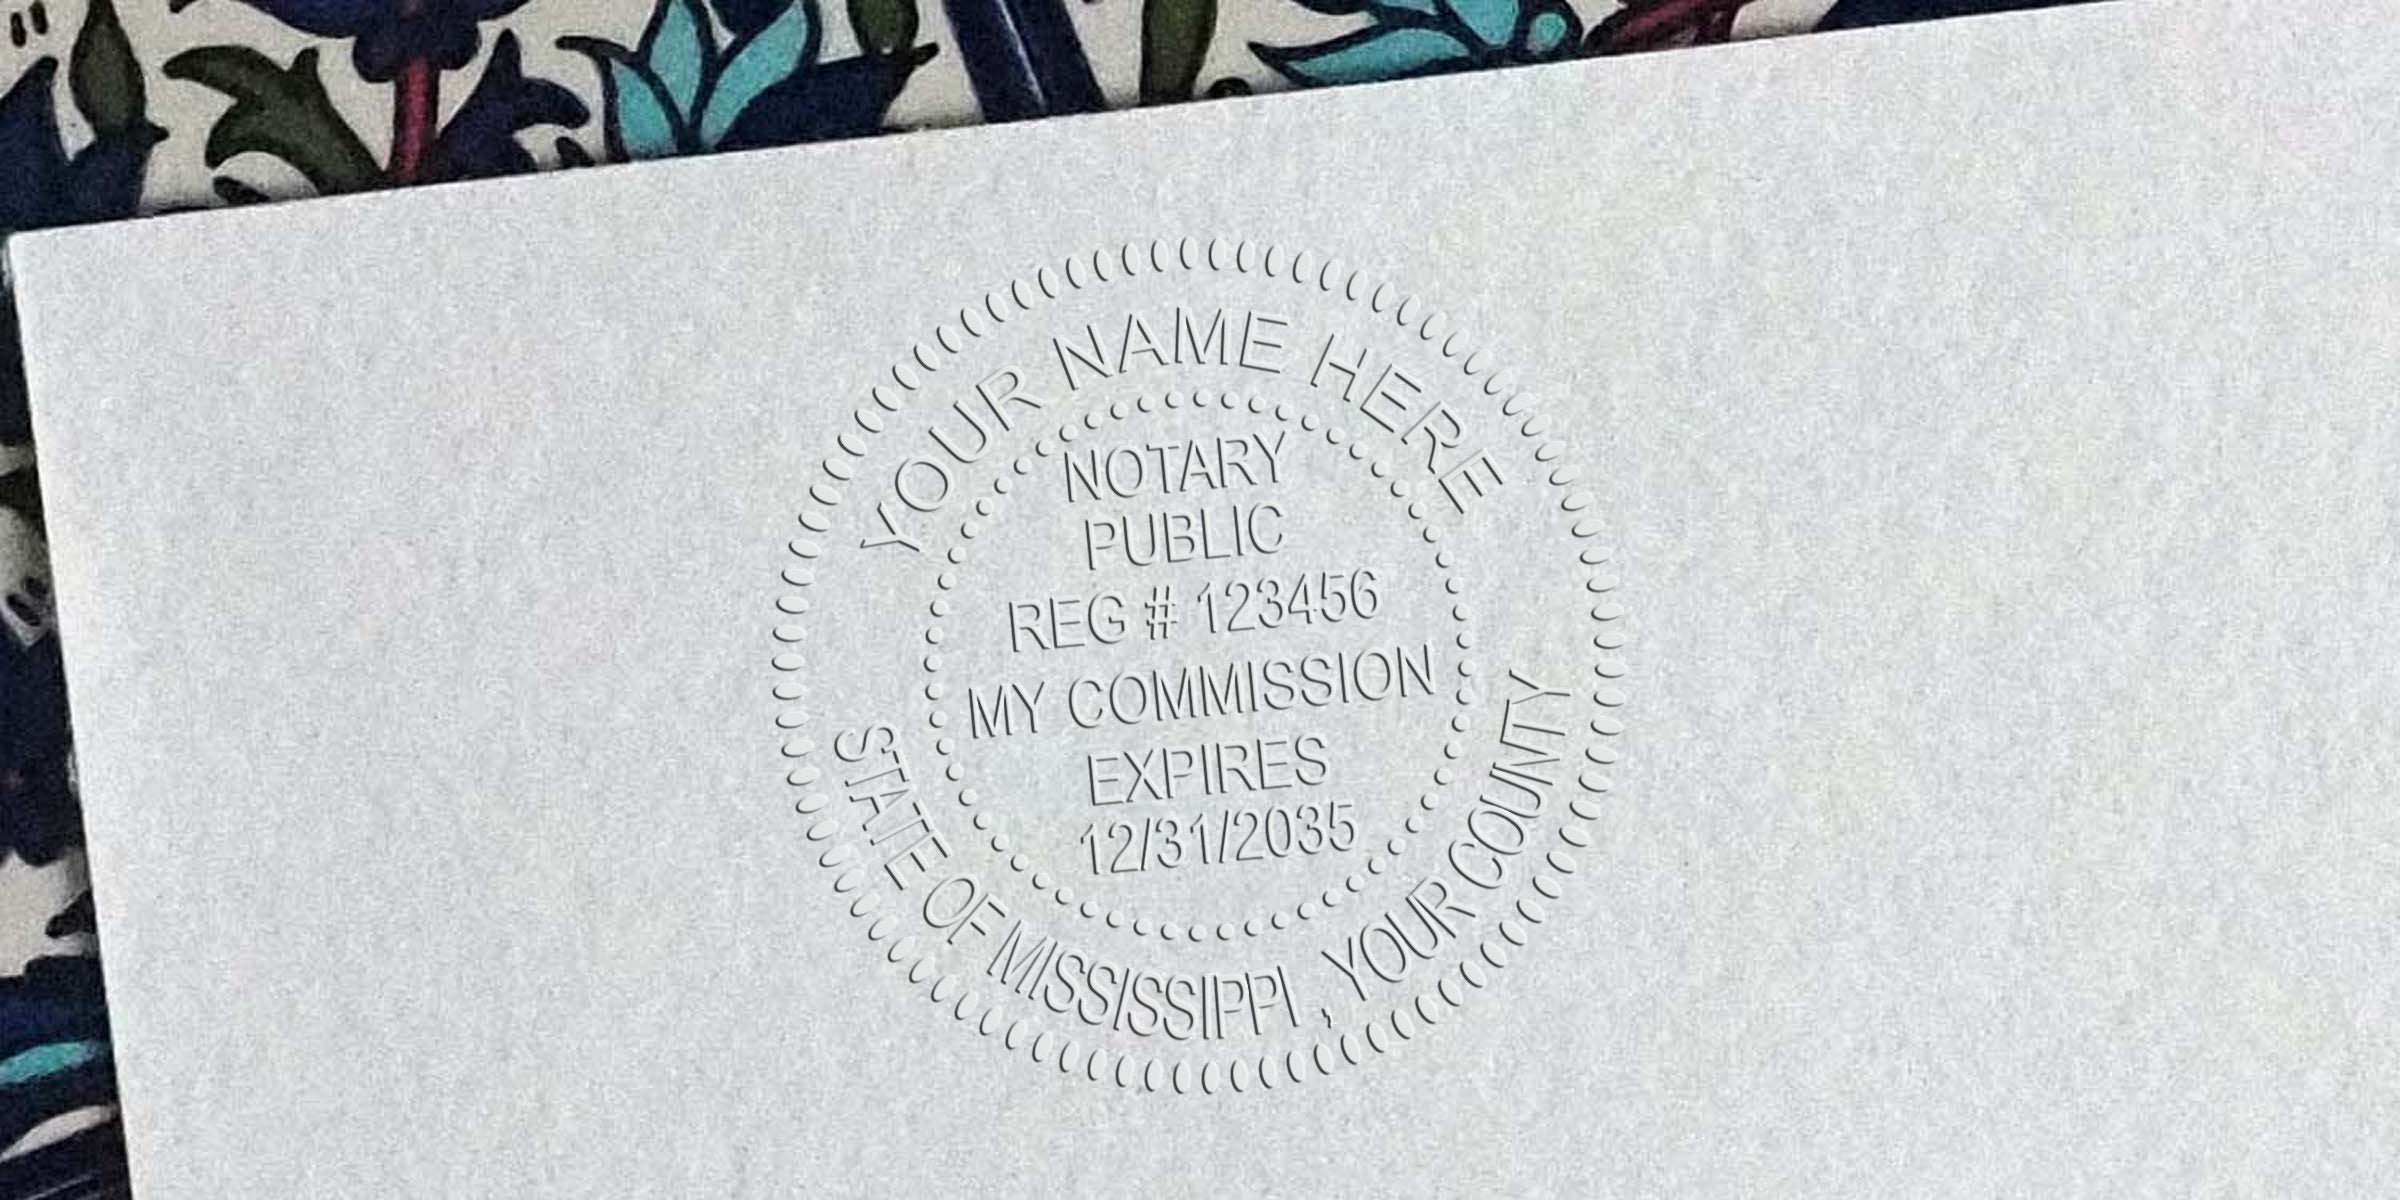 YOUR NAME HERE
NOTARY
PUBLIC
REG # 123456
MY COMMISSION
EXPIRES
12/31/2035
STATE OF MISSISSIPPI , YOUR COUNTY